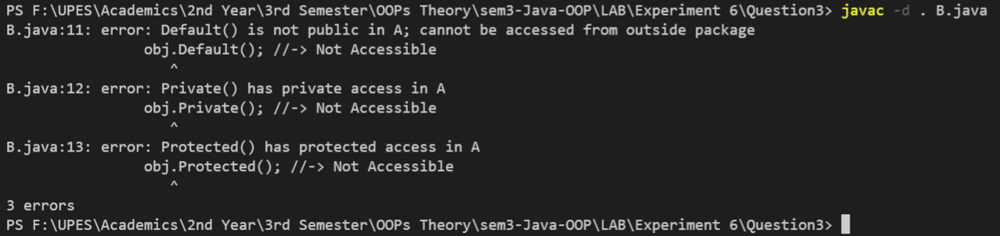 PS F:\UPES\Academics\2nd Year\3rd Semester\OOPs Theory\sem3-Java-OOP\LAB\Experiment 6\Question3> javac -d . B.java
B.java:11: error: Default() is not public in A; cannot be accessed from outside package
                obj.Default(); //-> Not Accessible
                   ^
B.java:12: error: Private() has private access in A
                obj.Private(); //-> Not Accessible
                   ^
B.java:13: error: Protected() has protected access in A
                obj.Protected(); //-> Not Accessible
                   ^
3 errors
PS F:\UPES\Academics\2nd Year\3rd Semester\OOPs Theory\sem3-Java-OOP\LAB\Experiment 6\Question3>